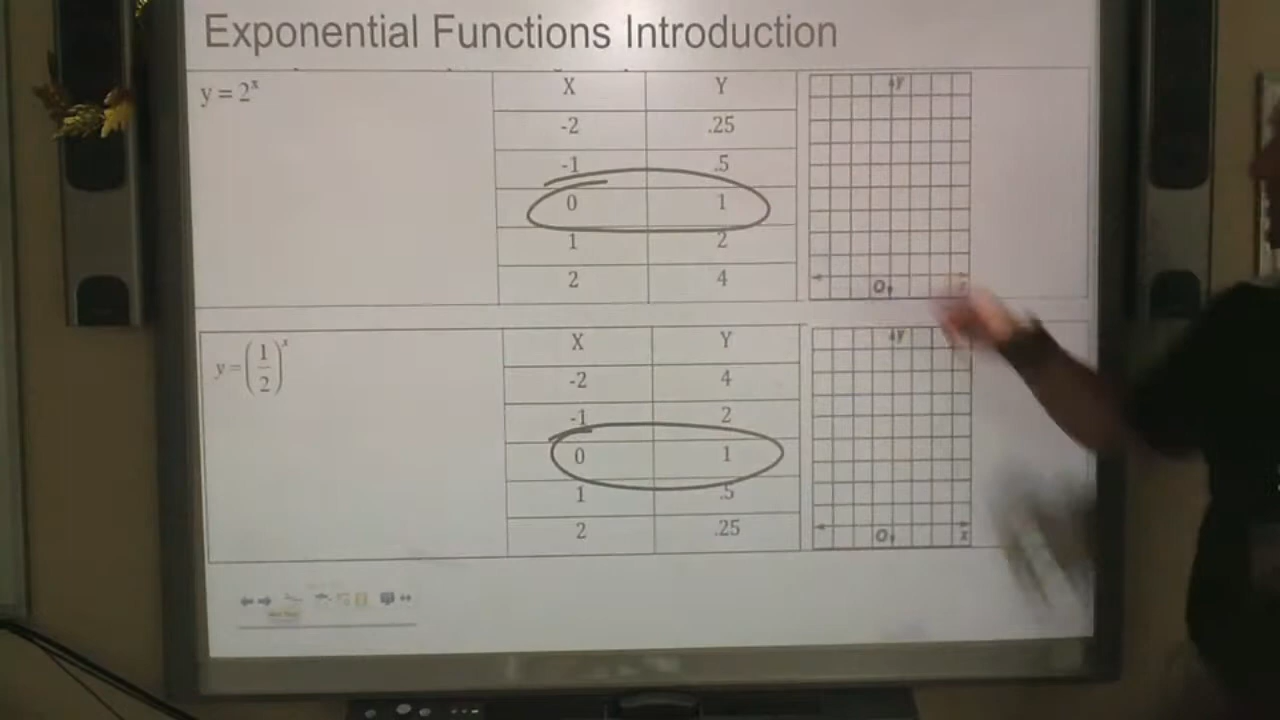 Exponential Functions Introduction
y = 2ˣ
X Y
-2 .25
-1 .5
0 1
1 2
2 4
y
O x
y = (1/2)ˣ
X Y
-2 4
-1 2
0 1
1 .5
2 .25
y
O x